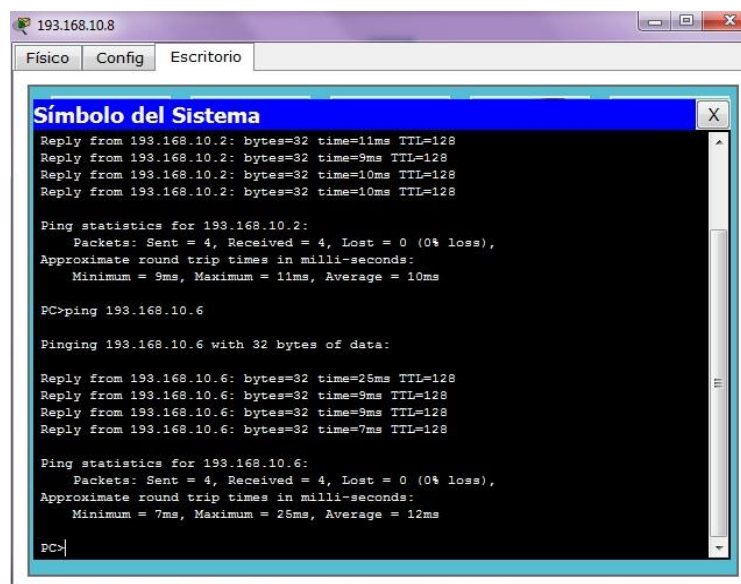 193.168.10.8
Físico Config Escritorio
Símbolo del Sistema X
Reply from 193.168.10.2: bytes=32 time=11ms TTL=128
Reply from 193.168.10.2: bytes=32 time=9ms TTL=128
Reply from 193.168.10.2: bytes=32 time=10ms TTL=128
Reply from 193.168.10.2: bytes=32 time=10ms TTL=128
Ping statistics for 193.168.10.2:
Packets: Sent = 4, Received = 4, Lost = 0 (0% loss),
Approximate round trip times in milli-seconds:
Minimum = 9ms, Maximum = 11ms, Average = 10ms
PC>ping 193.168.10.6
Pinging 193.168.10.6 with 32 bytes of data:
Reply from 193.168.10.6: bytes=32 time=25ms TTL=128
Reply from 193.168.10.6: bytes=32 time=9ms TTL=128
Reply from 193.168.10.6: bytes=32 time=9ms TTL=128
Reply from 193.168.10.6: bytes=32 time=7ms TTL=128
Ping statistics for 193.168.10.6:
Packets: Sent = 4, Received = 4, Lost = 0 (0% loss),
Approximate round trip times in milli-seconds:
Minimum = 7ms, Maximum = 25ms, Average = 12ms
PC>